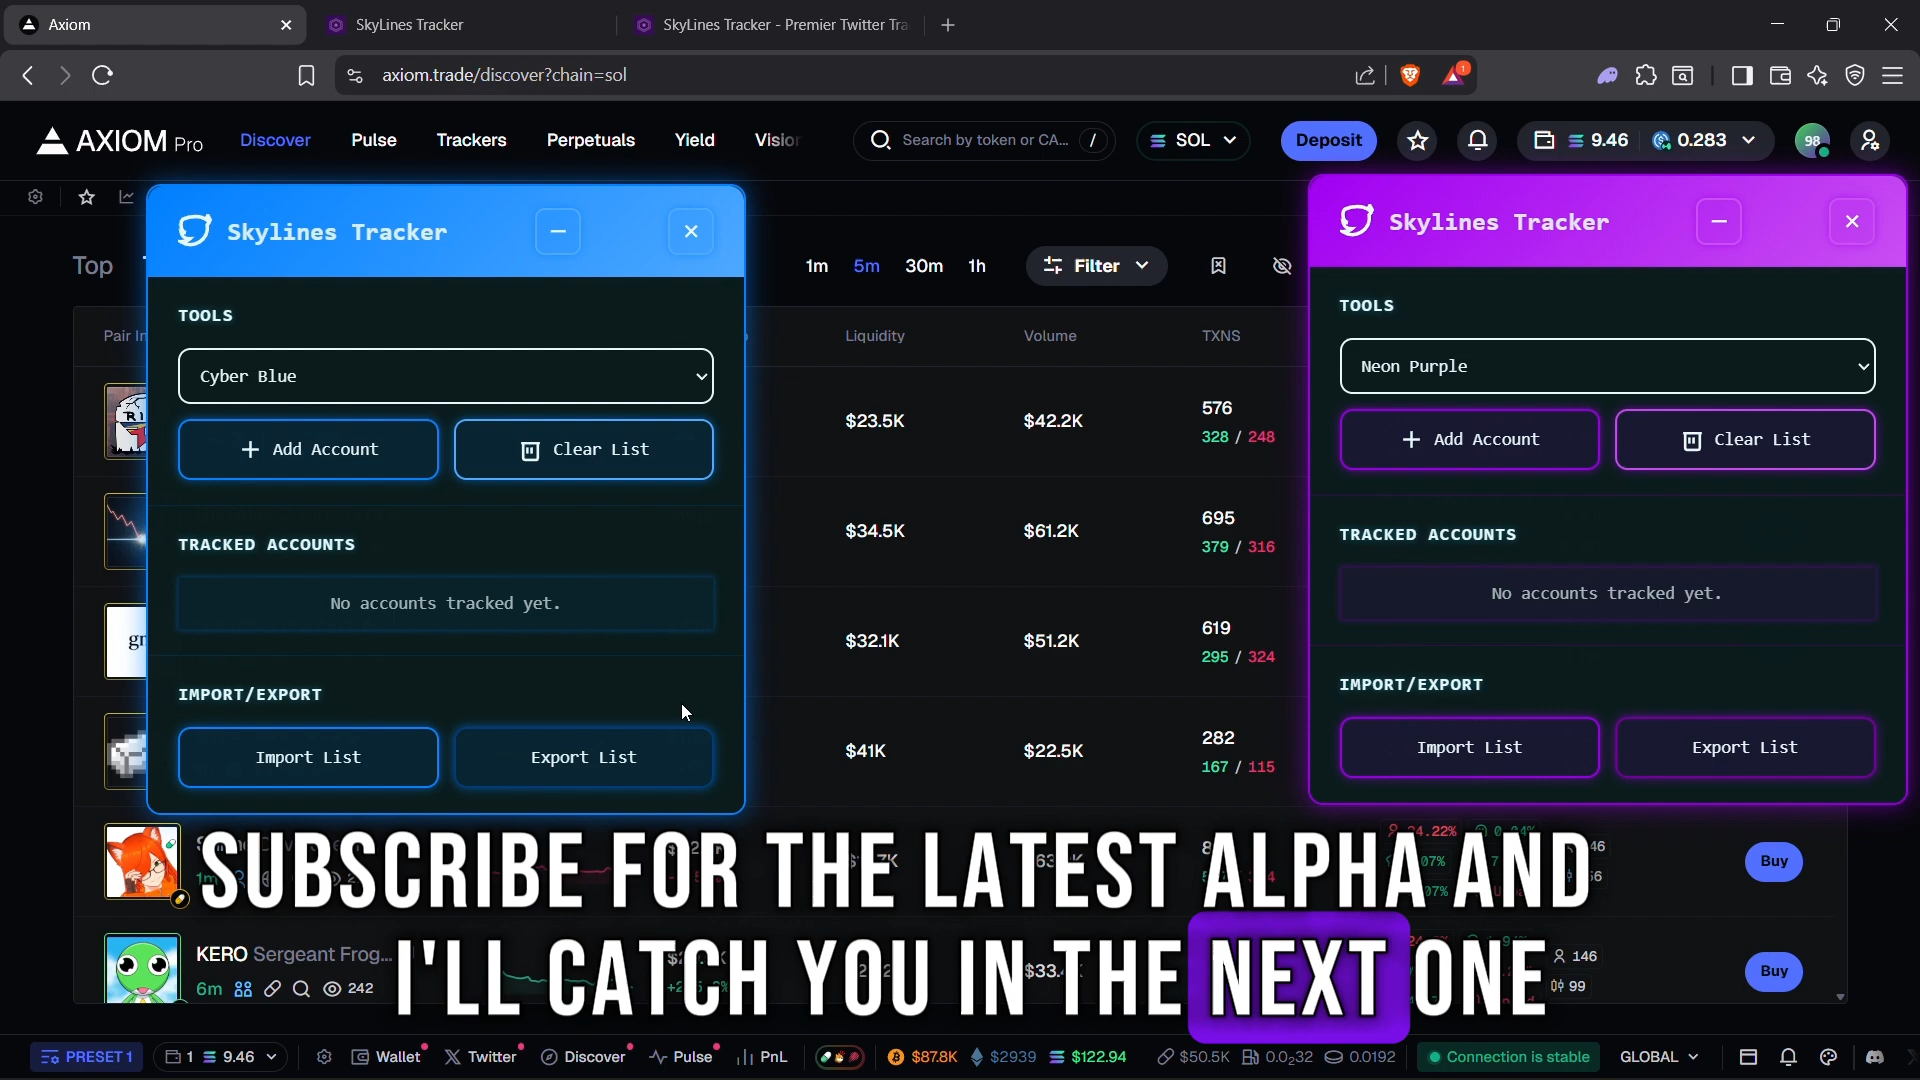 Axiom
SkyLines Tracker
SkyLines Tracker - Premier Twitter Tra
axiom.trade/discover?chain=sol
1
AXIOM Pro
Discover
Pulse
Trackers
Perpetuals
Yield
Vision
Search by token or CA...
/
SOL
Deposit
9.46
0.283
98
Top
1m
5m
30m
1h
Filter
Pair In
Liquidity
Volume
TXNS
$23.5K
$42.2K
576
328 / 248
$34.5K
$61.2K
695
379 / 316
$32.1K
$51.2K
619
295 / 324
$41K
$22.5K
282
167 / 115
Skylines Tracker
TOOLS
Cyber Blue
Add Account
Clear List
TRACKED ACCOUNTS
No accounts tracked yet.
IMPORT/EXPORT
Import List
Export List
Skylines Tracker
TOOLS
Neon Purple
Add Account
Clear List
TRACKED ACCOUNTS
No accounts tracked yet.
IMPORT/EXPORT
Import List
Export List
Buy
SUBSCRIBE FOR THE LATEST ALPHA AND
I'LL CATCH YOU IN THE NEXT ONE
KERO Sergeant Frog...
6m
242
146
99
Buy
PRESET 1
1
9.46
Wallet
Twitter
Discover
Pulse
PnL
$87.8K
$2939
$122.94
$50.5K
0.0₂32
0.0192
Connection is stable
GLOBAL